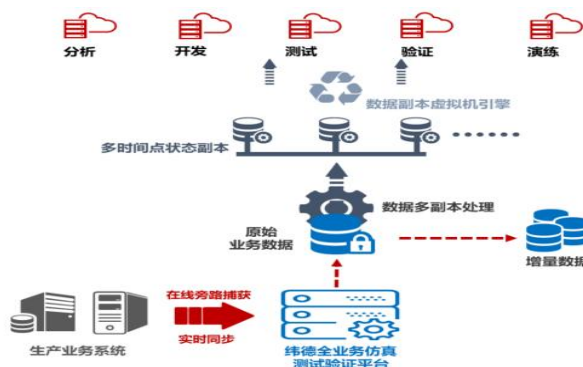 分析
开发
测试
验证
演练
数据副本虚拟机引擎
多时间点状态副本
数据多副本处理
原始
业务数据
增量数据
在线旁路捕获
实时同步
生产业务系统
纬德全业务仿真
测试验证平台